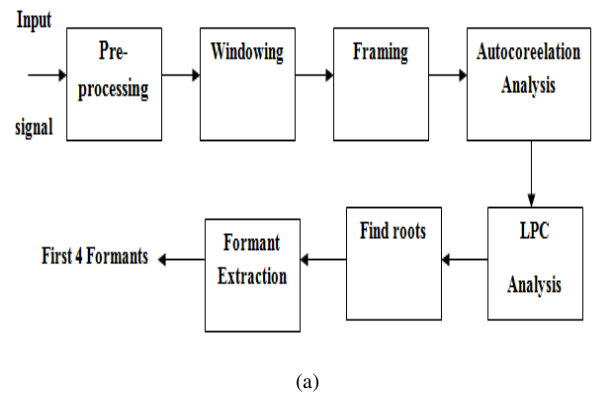 Input
signal
Pre-
processing
Windowing
Framing
Autocoreelation
Analysis
LPC
Analysis
Find roots
Formant
Extraction
First 4 Formants
(a)